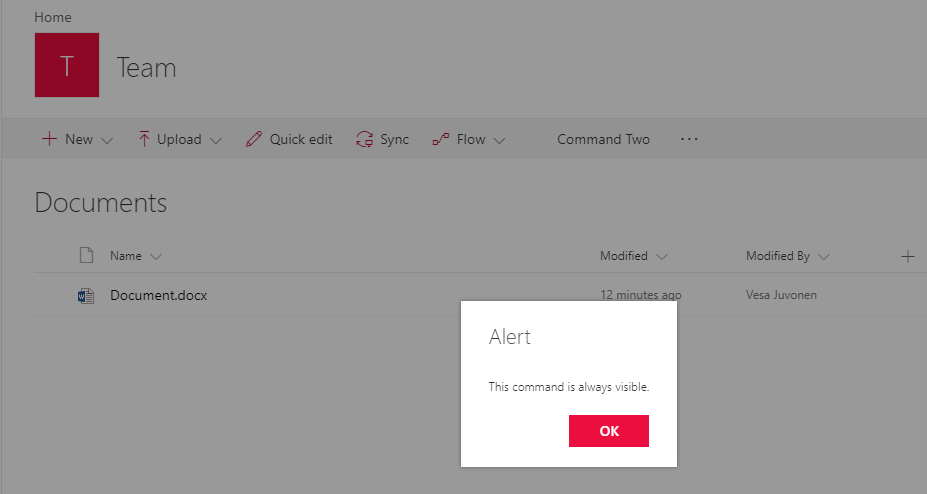 Home
T
Team
New Upload Quick edit Sync Flow Command Two ...
Documents
Name Modified Modified By
Document.docx 12 minutes ago Vesa Juvonen
Alert
This command is always visible.
OK